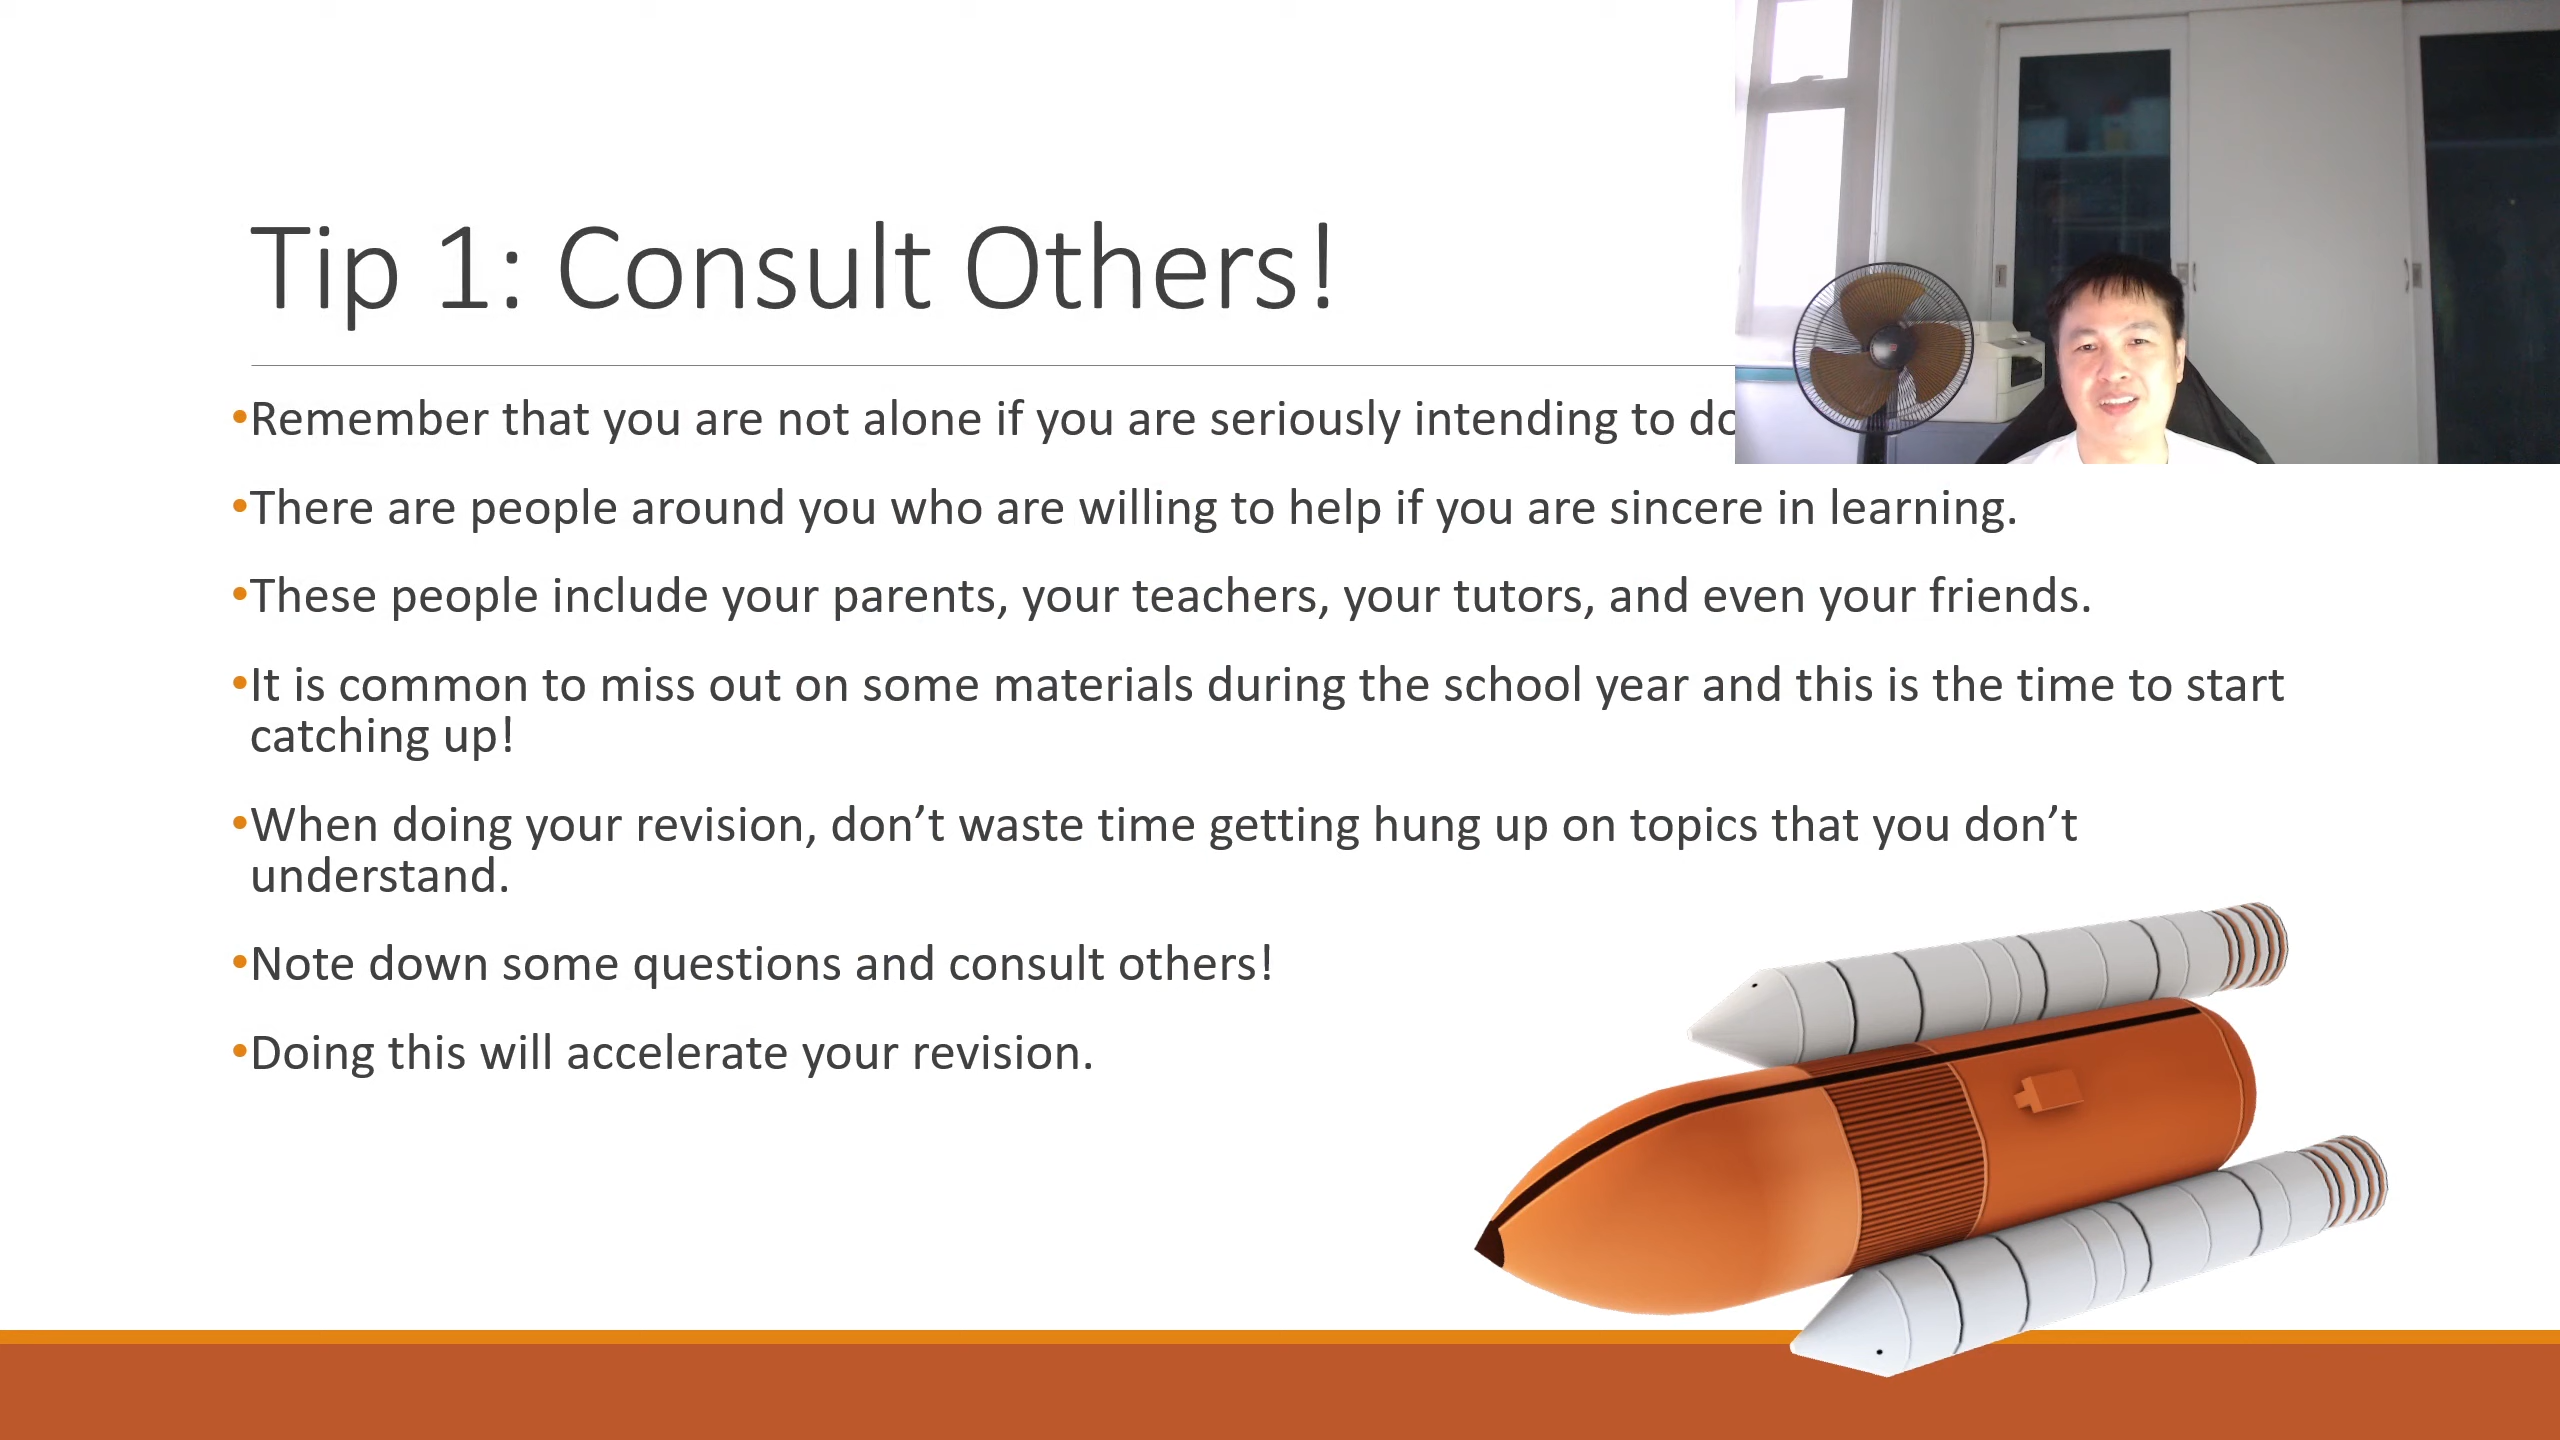 Tip 1: Consult Others!
•Remember that you are not alone if you are seriously intending to do
•There are people around you who are willing to help if you are sincere in learning.
•These people include your parents, your teachers, your tutors, and even your friends.
•It is common to miss out on some materials during the school year and this is the time to start
catching up!
•When doing your revision, don’t waste time getting hung up on topics that you don’t
understand.
•Note down some questions and consult others!
•Doing this will accelerate your revision.